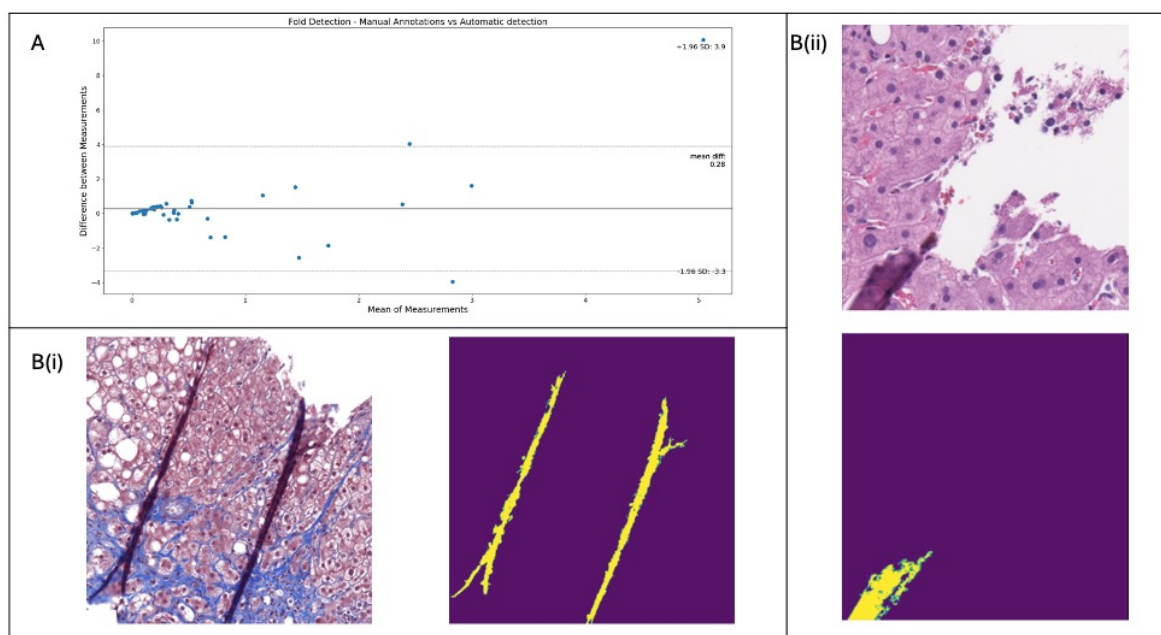 A
Fold Detection - Manual Annotations vs Automatic detection
Difference between Measurements
10
8
6
4
2
0
−2
−4
+1.96 SD: 3.9
mean diff:
0.28
-1.96 SD: -3.3
0 1 2 3 4 5
Mean of Measurements
B(ii)
B(i)